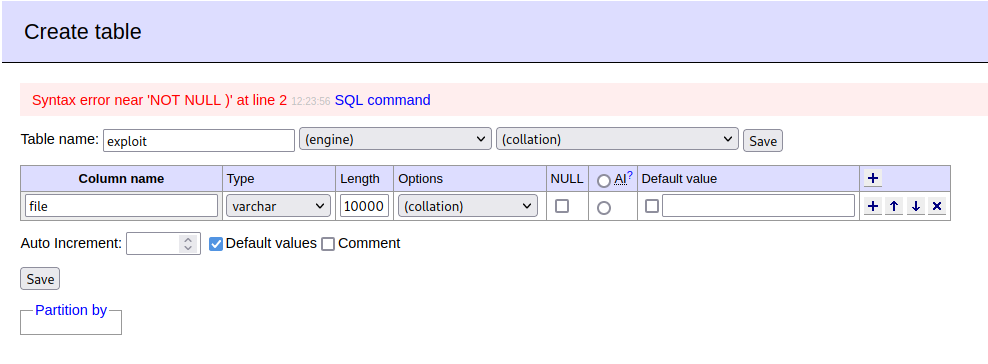 Create table
Syntax error near 'NOT NULL )' at line 2 12:23:56 SQL command
Table name: exploit (engine) (collation) Save
Column name Type Length Options NULL AI? Default value +
file varchar 10000 (collation) + ↑ ↓ ×
Auto Increment: Default values Comment
Save
Partition by